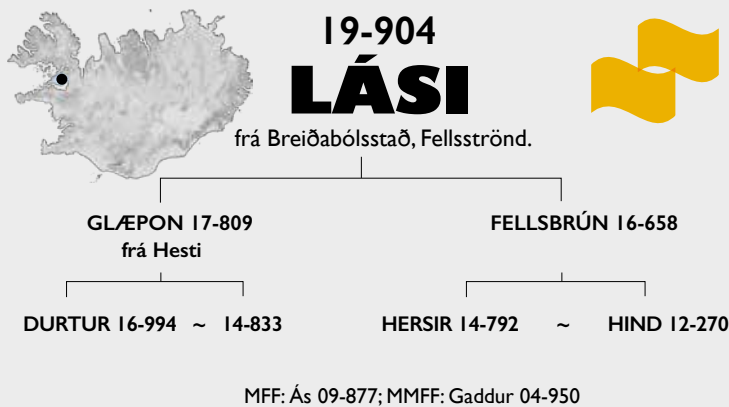 19-904
LÁSI
frá Breiðabólsstað, Fellsströnd.
GLÆPON 17-809
frá Hesti
FELLSBRÚN 16-658
DURTUR 16-994 ~ 14-833
HERSIR 14-792 ~ HIND 12-270
MFF: Ás 09-877; MMFF: Gaddur 04-950